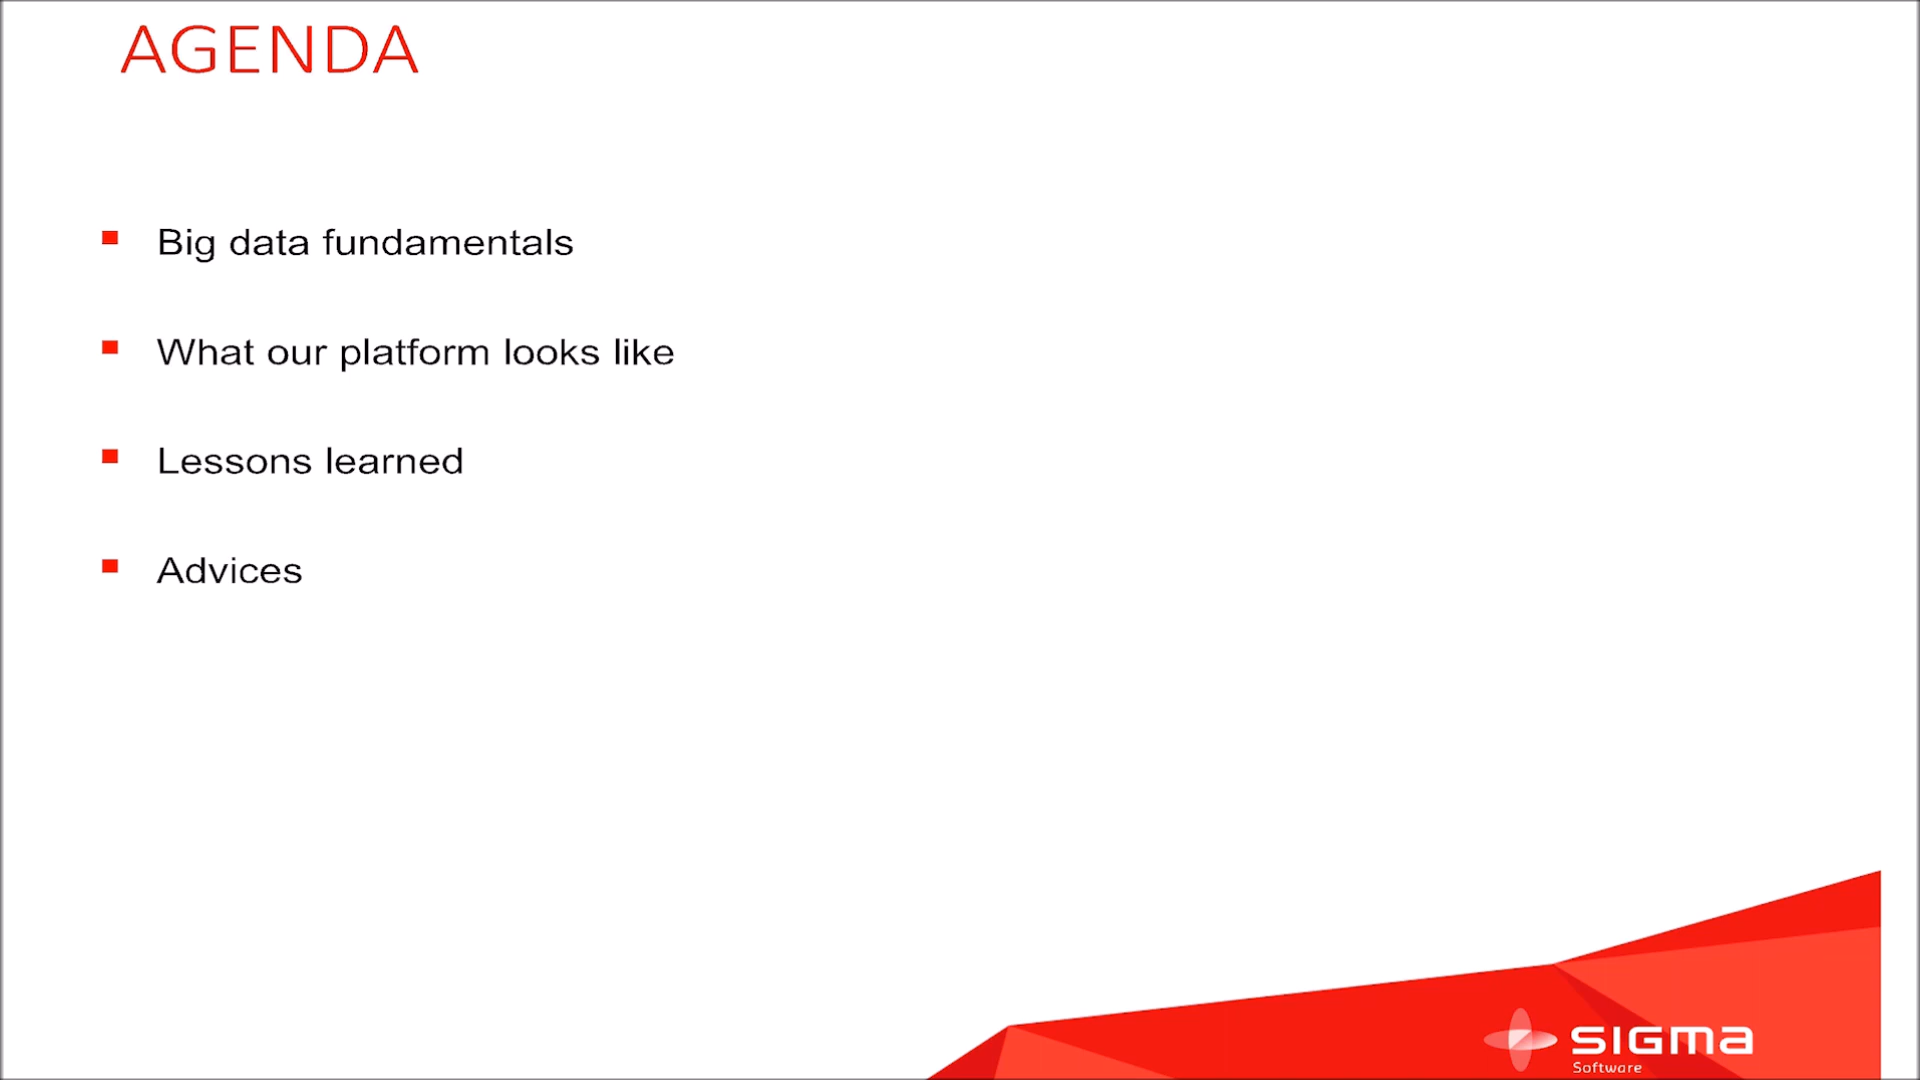 AGENDA
Big data fundamentals
What our platform looks like
Lessons learned
Advices
sigma
Software